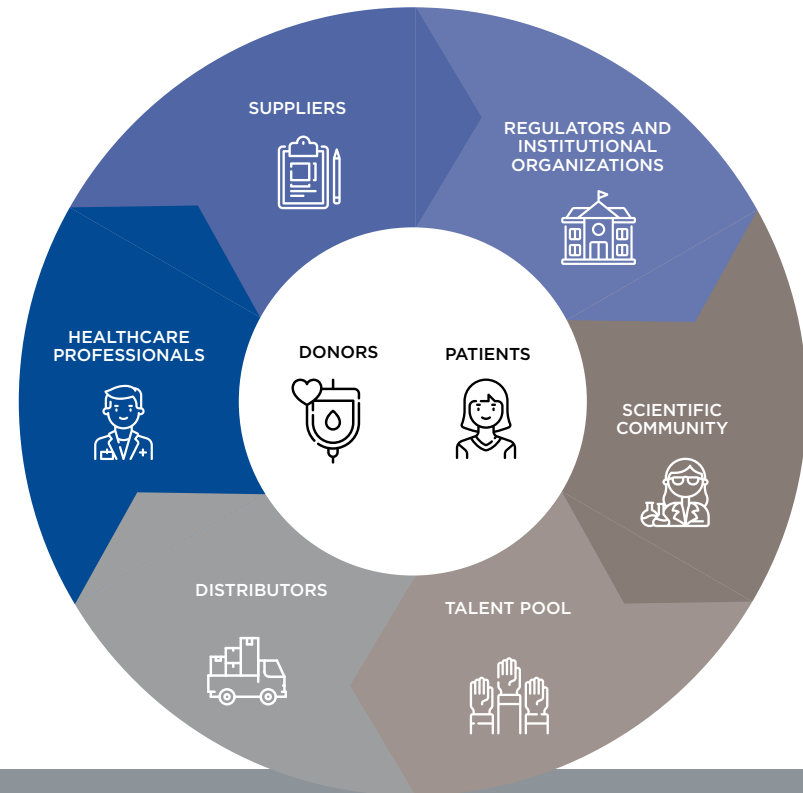 SUPPLIERS
REGULATORS AND
INSTITUTIONAL
ORGANIZATIONS
HEALTHCARE
PROFESSIONALS
DONORS
PATIENTS
SCIENTIFIC
COMMUNITY
DISTRIBUTORS
TALENT POOL